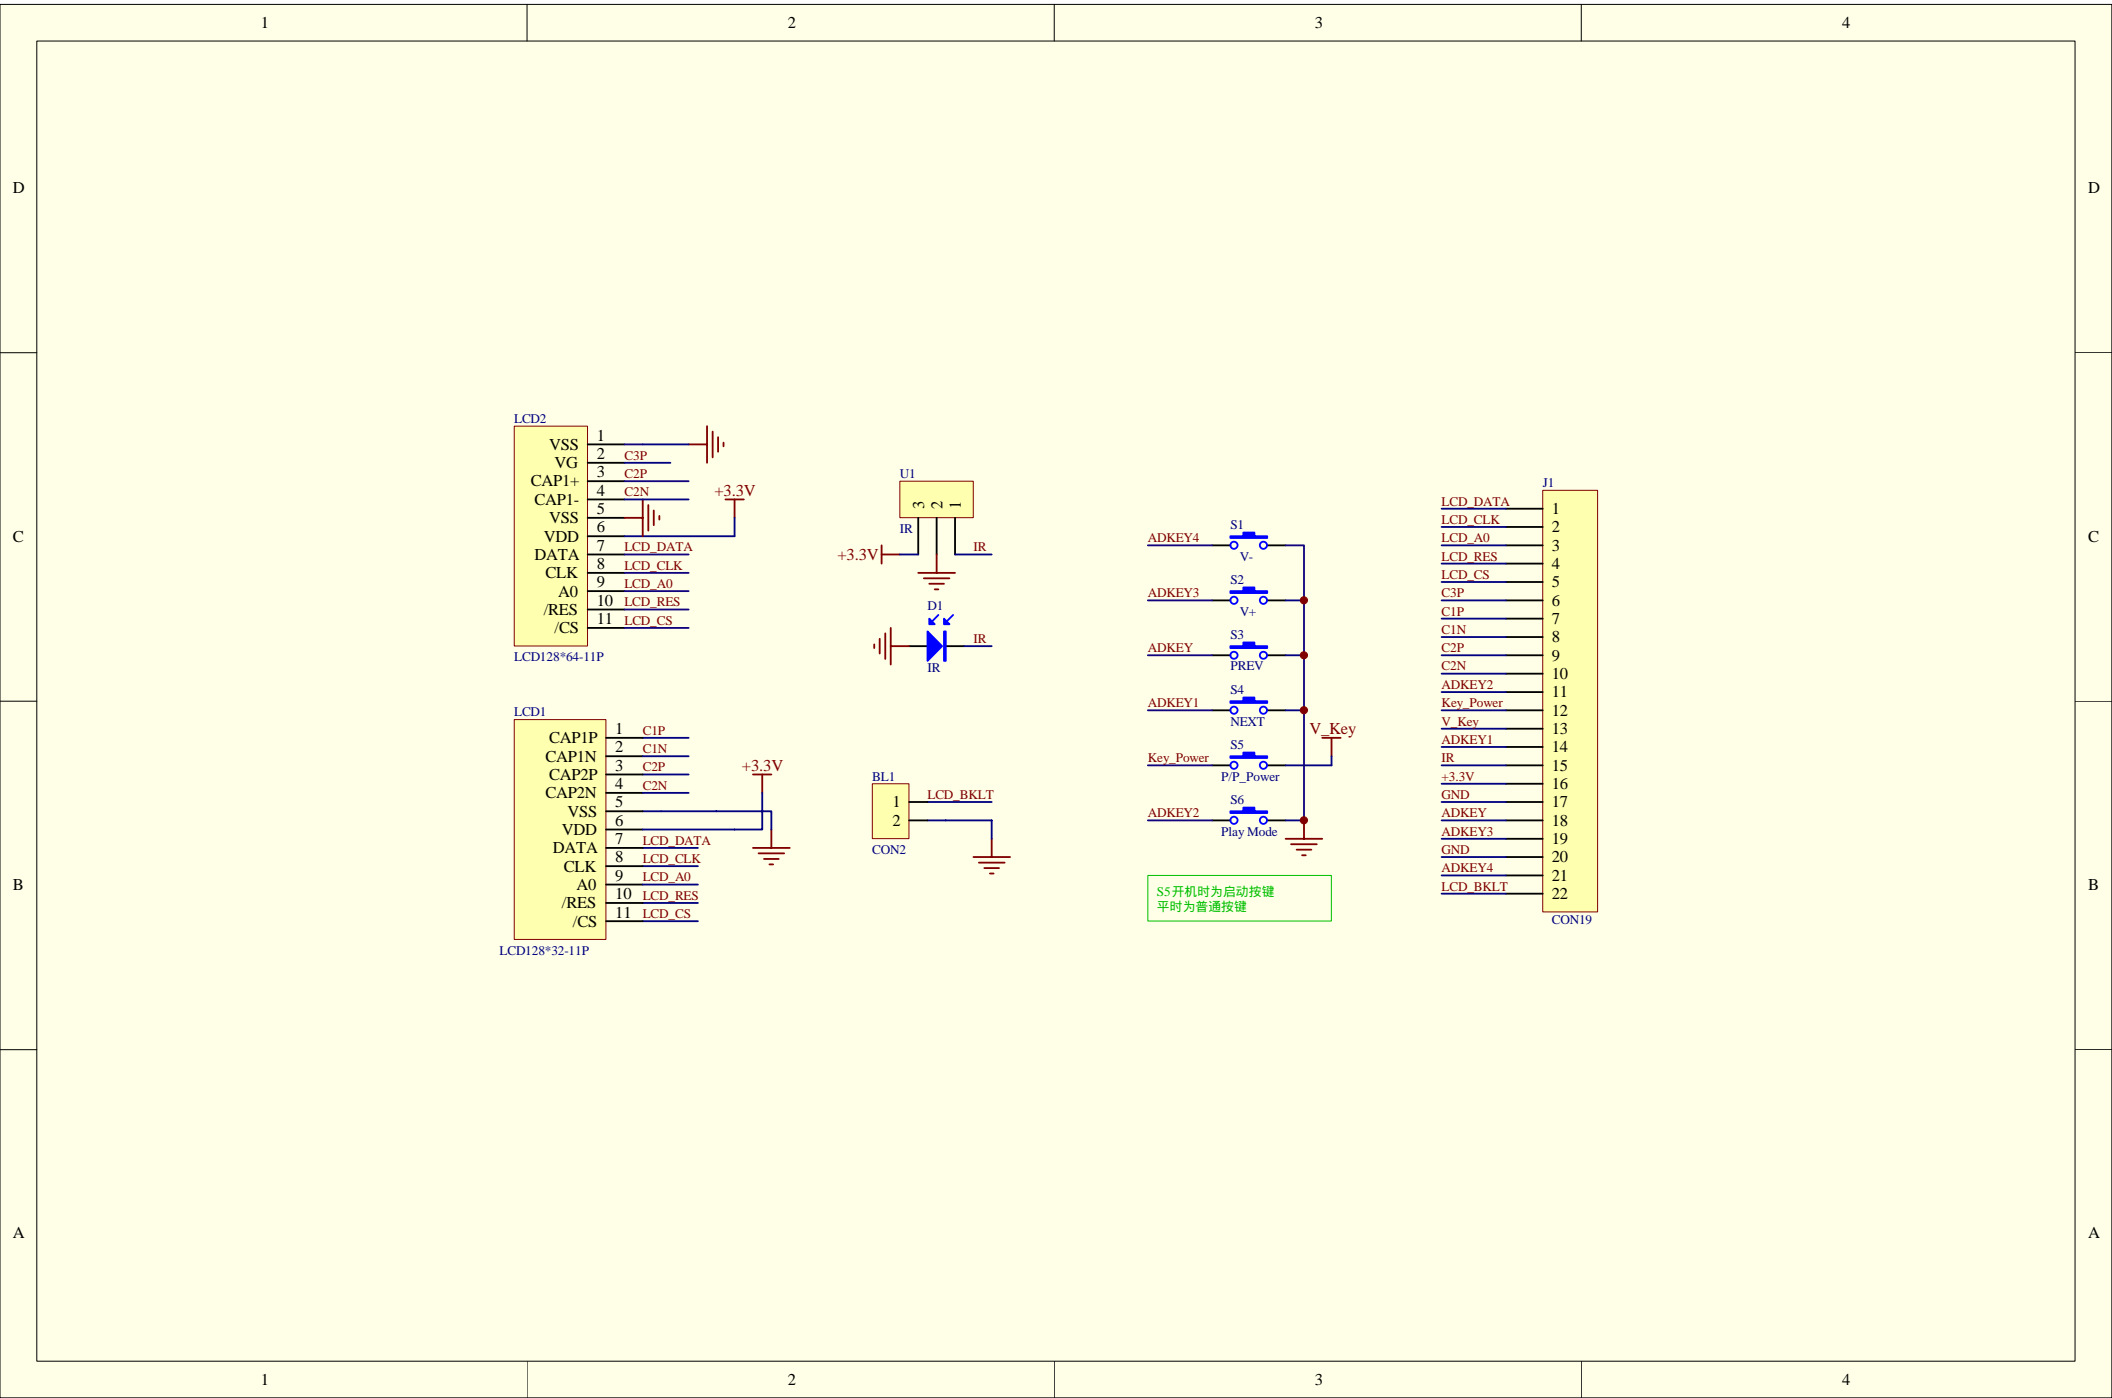 1 2 3 4
D D
C C
B B
A A
LCD2
VSS 1
VG 2 C3P
CAP1+ 3 C2P
CAP1- 4 C2N
VSS 5
VDD 6
+3.3V
DATA 7 LCD_DATA
CLK 8 LCD_CLK
A0 9 LCD_A0
/RES 10 LCD_RES
/CS 11 LCD_CS
LCD128*64-11P
LCD1
CAP1P 1 C1P
CAP1N 2 C1N
CAP2P 3 C2P
CAP2N 4 C2N
VSS 5
VDD 6
+3.3V
DATA 7 LCD_DATA
CLK 8 LCD_CLK
A0 9 LCD_A0
/RES 10 LCD_RES
/CS 11 LCD_CS
LCD128*32-11P
U1
3 2 1
IR
+3.3V
IR
D1
IR
IR
BL1
1 LCD_BKLT
2
CON2
S1
ADKEY4
V-
S2
ADKEY3
V+
S3
ADKEY
PREV
S4
ADKEY1
NEXT
V_Key
S5
Key_Power
P/P_Power
S6
ADKEY2
Play Mode
S5开机时为启动按键
平时为普通按键
J1
LCD_DATA 1
LCD_CLK 2
LCD_A0 3
LCD_RES 4
LCD_CS 5
C3P 6
C1P 7
C1N 8
C2P 9
C2N 10
ADKEY2 11
Key_Power 12
V_Key 13
ADKEY1 14
IR 15
+3.3V 16
GND 17
ADKEY 18
ADKEY3 19
GND 20
ADKEY4 21
LCD_BKLT 22
CON19
1 2 3 4